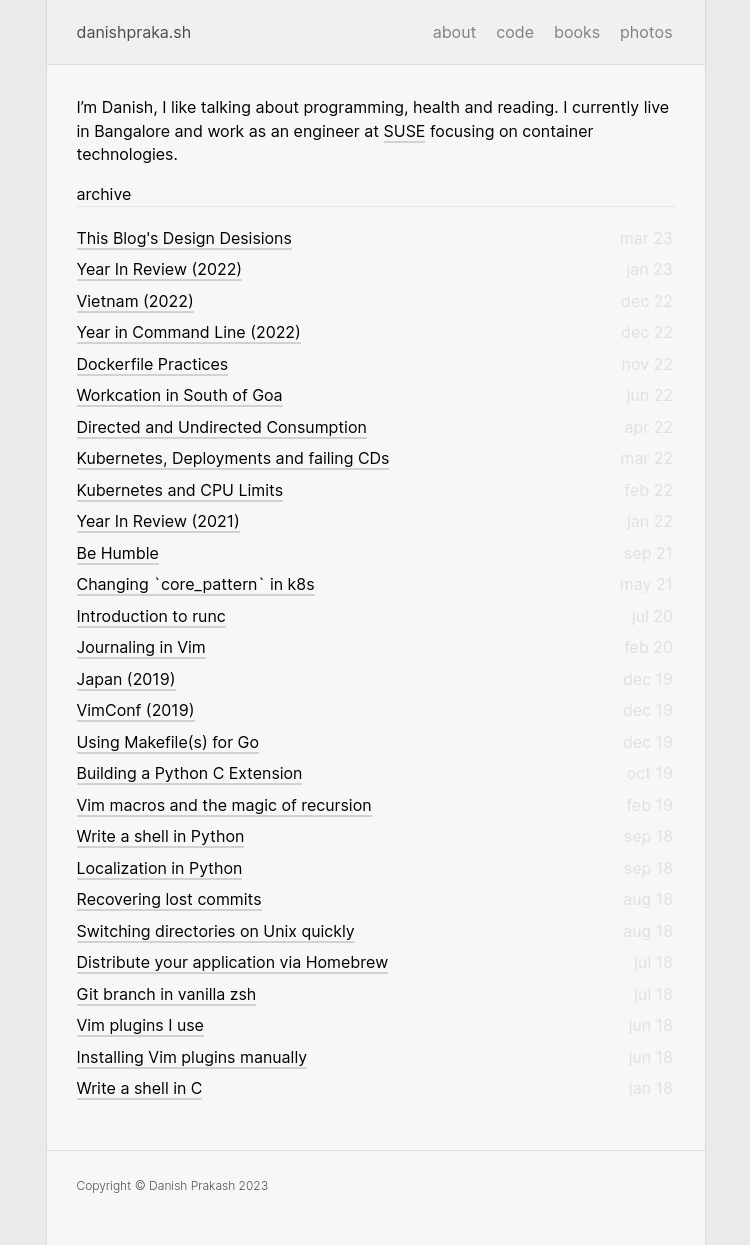 danishpraka.sh about code books photos
I’m Danish, I like talking about programming, health and reading. I currently live
in Bangalore and work as an engineer at SUSE focusing on container
technologies.
archive
This Blog's Design Desisions mar 23
Year In Review (2022) jan 23
Vietnam (2022) dec 22
Year in Command Line (2022) dec 22
Dockerfile Practices nov 22
Workcation in South of Goa jun 22
Directed and Undirected Consumption apr 22
Kubernetes, Deployments and failing CDs mar 22
Kubernetes and CPU Limits feb 22
Year In Review (2021) jan 22
Be Humble sep 21
Changing `core_pattern` in k8s may 21
Introduction to runc jul 20
Journaling in Vim feb 20
Japan (2019) dec 19
VimConf (2019) dec 19
Using Makefile(s) for Go dec 19
Building a Python C Extension oct 19
Vim macros and the magic of recursion feb 19
Write a shell in Python sep 18
Localization in Python sep 18
Recovering lost commits aug 18
Switching directories on Unix quickly aug 18
Distribute your application via Homebrew jul 18
Git branch in vanilla zsh jul 18
Vim plugins I use jun 18
Installing Vim plugins manually jun 18
Write a shell in C jan 18
Copyright © Danish Prakash 2023